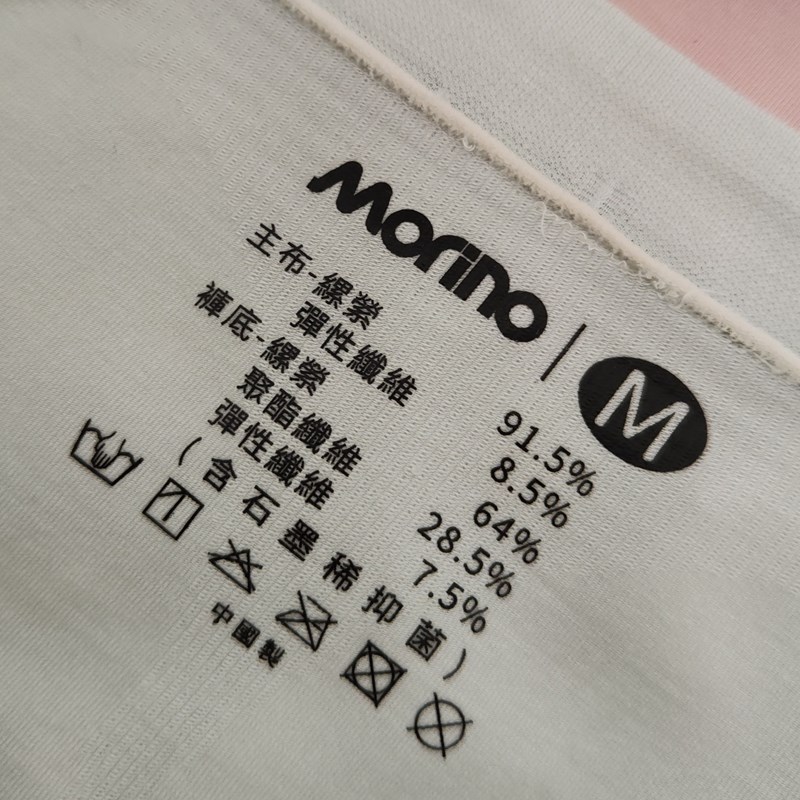 Morino | M
主布-縲縈 91.5%
彈性纖維 8.5%
褲底-縲縈 64%
聚酯纖維 28.5%
彈性纖維 7.5%
(含石墨稀抑菌)
中國製